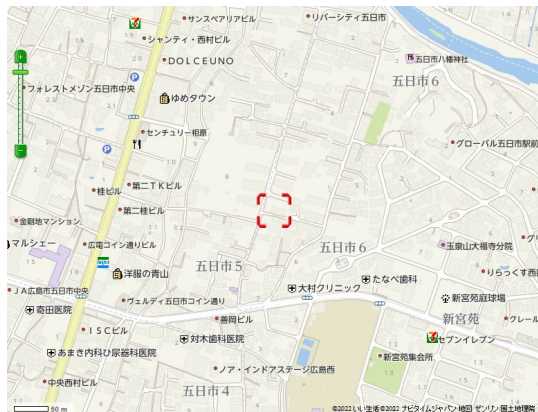 サンスペアリアビル
リバーシティ五日市
シャンティ・西村ビル
DOLCEUNO
五日市八幡神社
五日市6
フォレストメゾン五日市中央
ゆめタウン
センチュリー相原
グローバル五日市駅前
桂ビル
第二TKビル
第二桂ビル
金剛地マンション
マルシェー
広電コイン通りビル
五日市6
玉泉山大福寺分院
洋服の青山
五日市5
たなべ歯科
りらっくす西
JA広島市五日市中央
大村クリニック
新宮苑庭球場
ヴェルディ五日市コイン通り
寄田医院
善岡ビル
新宮苑
クレール
ISCビル
対木歯科医院
セブンイレブン
あまき内科ひ尿器科医院
新宮苑集会所
ノア・インドアステージ広島西
中央西村ビル
五日市4
50 m
©2022 いい生活 ©2022 ナビタイムジャパン 地図 ゼンリン/国土地理院